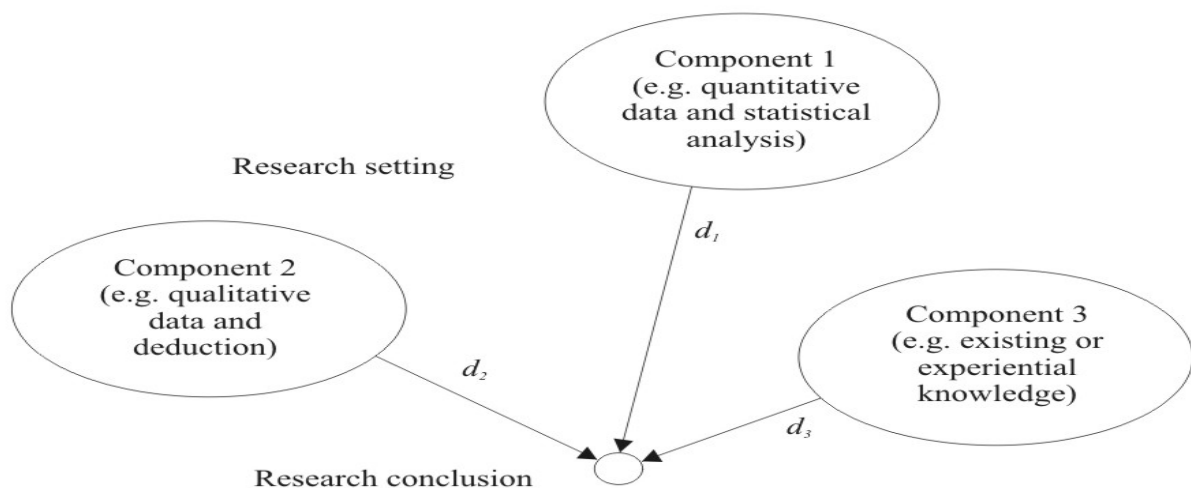 Component 1
(e.g. quantitative
data and statistical
analysis)
Research setting
d₁
Component 2
(e.g. qualitative
data and
deduction)
Component 3
(e.g. existing or
experiential
knowledge)
d₂
d₃
Research conclusion